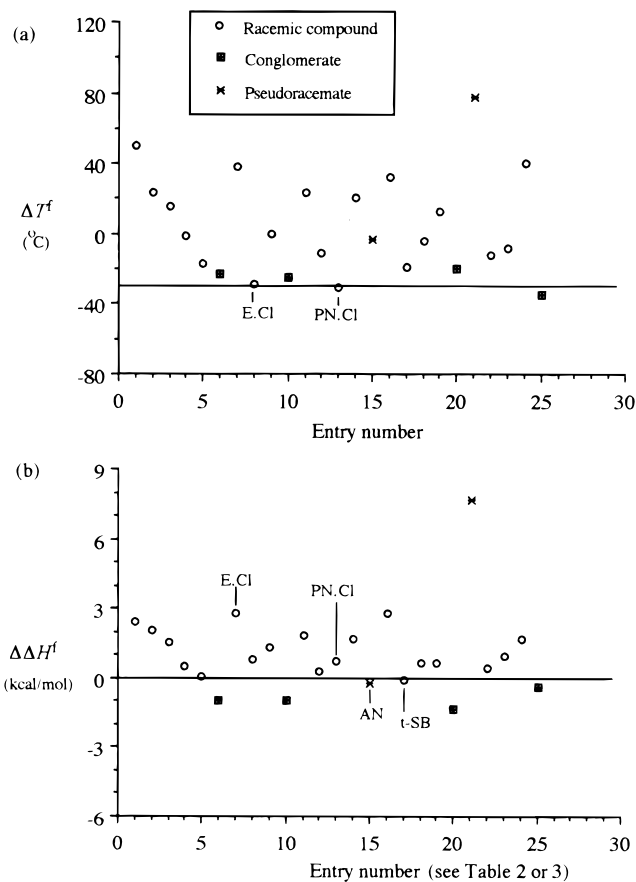 (a)
120
80
40
0
-40
-80
ΔTᶠ
(°C)
Racemic compound
Conglomerate
Pseudoracemate
E.Cl
PN.Cl
0 5 10 15 20 25 30
Entry number
(b)
9
6
3
0
-3
-6
ΔΔHᶠ
(kcal/mol)
E.Cl
PN.Cl
AN
t-SB
0 5 10 15 20 25 30
Entry number (see Table 2 or 3)